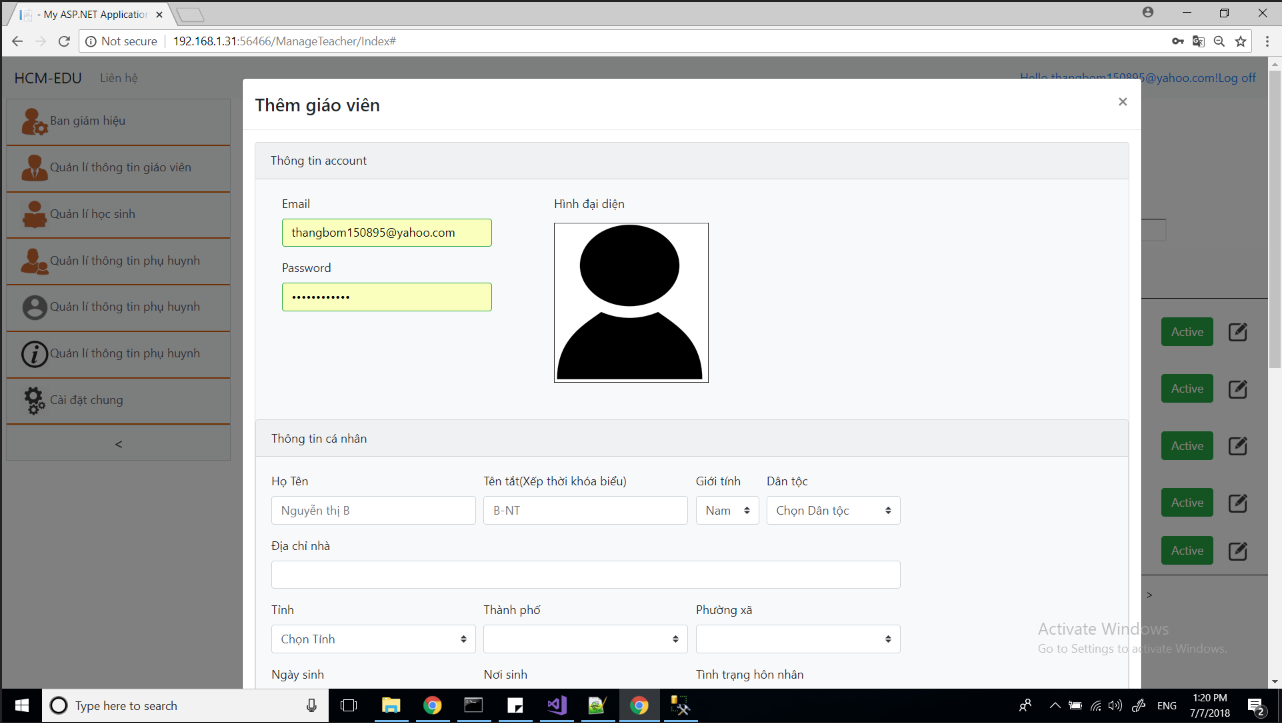 - My ASP.NET Application
Not secure
192.168.1.31:56466/ManageTeacher/Index#
HCM-EDU
Liên hệ
Hello thangbom150895@yahoo.com!Log off
Ban giám hiệu
Quản lí thông tin giáo viên
Quản lí học sinh
Quản lí thông tin phụ huynh
Quản lí thông tin phụ huynh
Quản lí thông tin phụ huynh
Cài đặt chung
<
Thêm giáo viên
×
Thông tin account
Email
Hình đại diện
thangbom150895@yahoo.com
Password
••••••••••••
Thông tin cá nhân
Họ Tên
Tên tắt(Xếp thời khóa biểu)
Giới tính
Dân tộc
Nguyễn thị B
B-NT
Nam
Chọn Dân tộc
Địa chỉ nhà
Tỉnh
Thành phố
Phường xã
Chọn Tỉnh
Ngày sinh
Nơi sinh
Tình trạng hôn nhân
Active
Active
Active
Active
Active
>
Activate Windows
Go to Settings to activate Windows.
Type here to search
ENG
1:20 PM
7/7/2018
2